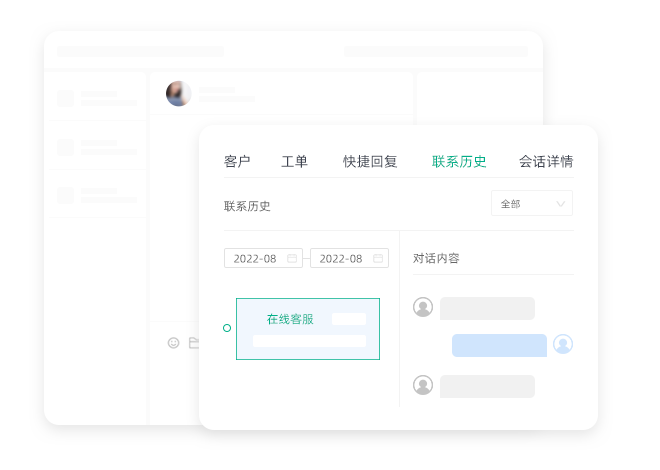 客户 工单 快捷回复 联系历史 会话详情
联系历史 全部
2022-08 2022-08 对话内容
在线客服